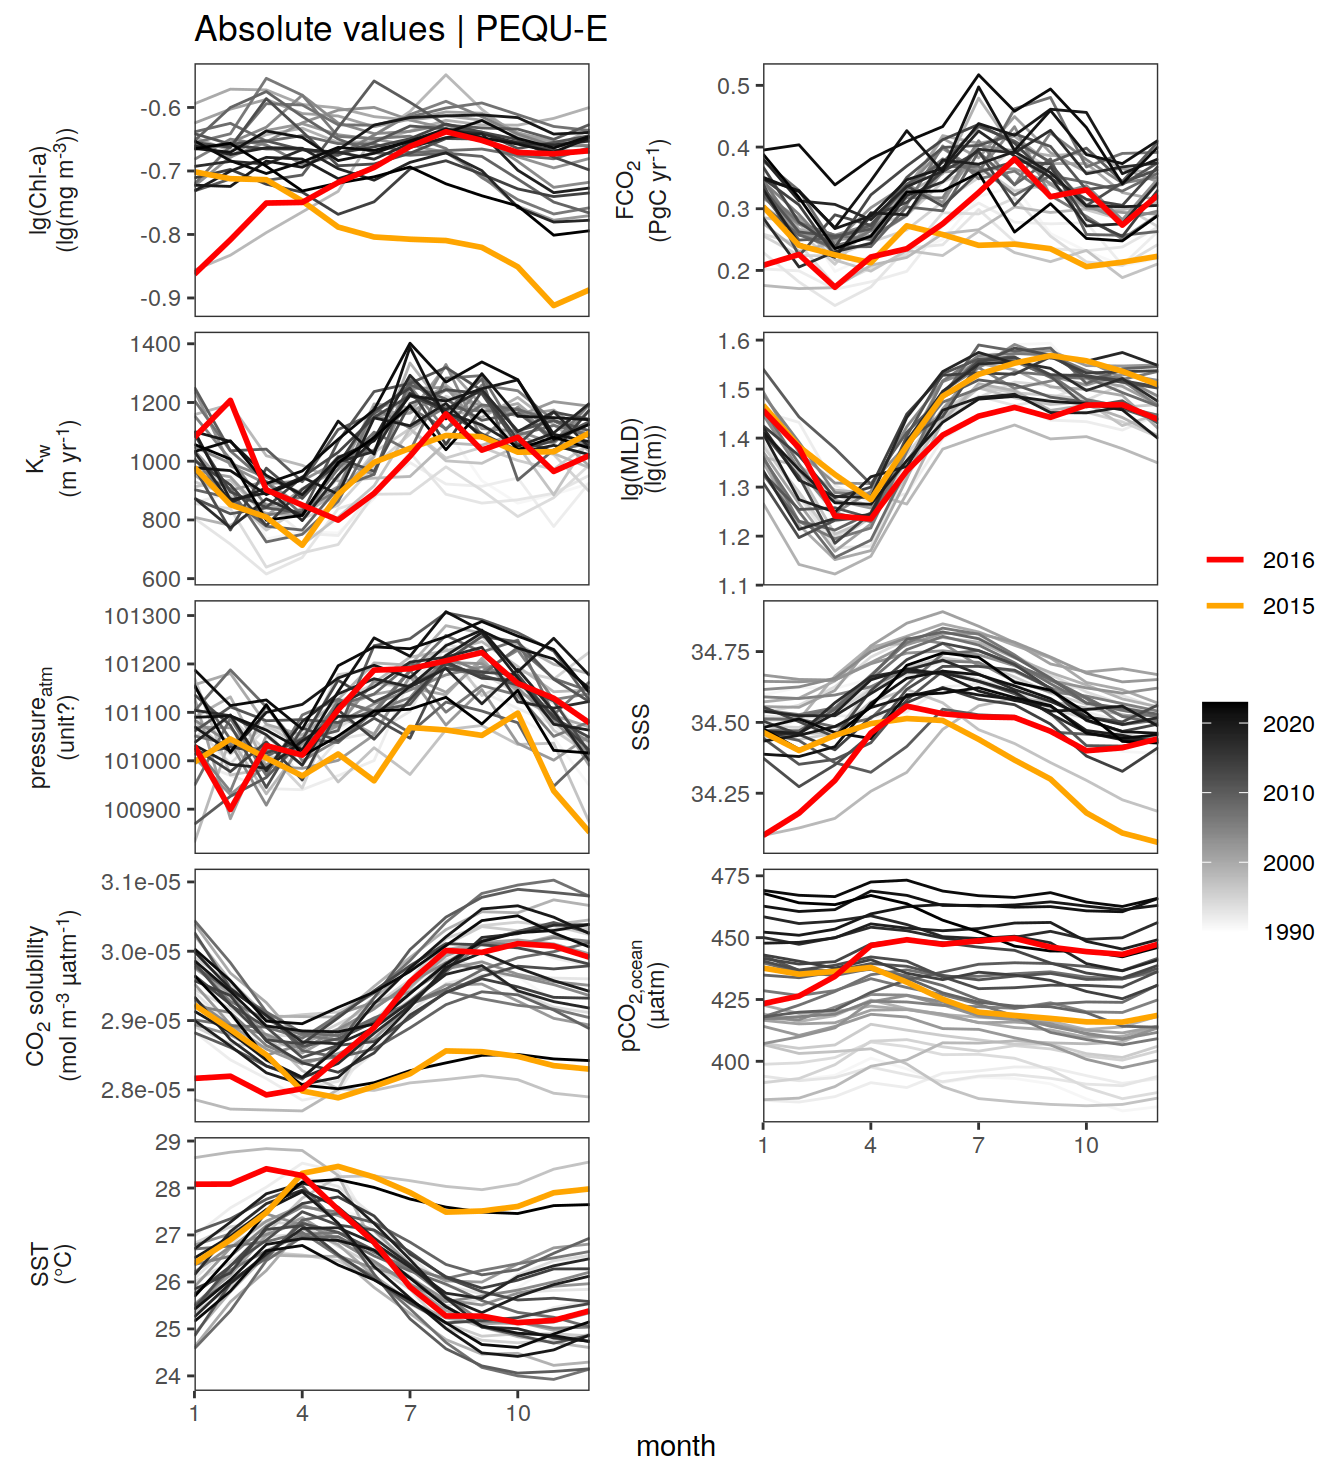 Absolute values | PEQU-E
lg(Chl-a)
(lg(mg m⁻³))
-0.6
-0.7
-0.8
-0.9
FCO₂
(PgC yr⁻¹)
0.5
0.4
0.3
0.2
K_w
(m yr⁻¹)
1400
1200
1000
800
600
lg(MLD)
(lg(m))
1.6
1.5
1.4
1.3
1.2
1.1
pressure_atm
(unit?)
101300
101200
101100
101000
100900
SSS
34.75
34.50
34.25
CO₂ solubility
(mol m⁻³ µatm⁻¹)
3.1e-05
3.0e-05
2.9e-05
2.8e-05
pCO₂,ocean
(µatm)
475
450
425
400
1 4 7 10
SST
(°C)
29
28
27
26
25
24
1 4 7 10
month
2016
2015
2020
2010
2000
1990